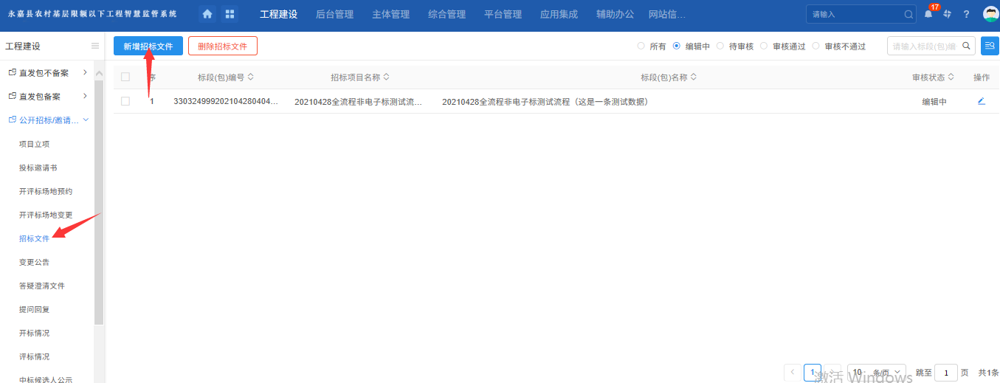 永嘉县农村基层限额以下工程智慧监管系统
工程建设 后台管理 主体管理 综合管理 平台管理 应用集成 辅助办公 网站信...
请输入
17
?
工程建设
新增招标文件 删除招标文件
所有 编辑中 待审核 审核通过 审核不通过
请输入标段(包)编
直发包不备案
直发包备案
公开招标/邀请...
项目立项
投标邀请书
开评标场地预约
开评标场地变更
招标文件
变更公告
答疑澄清文件
提问回复
开标情况
评标情况
中标候选人公示
序 标段(包)编号 招标项目名称 标段(包)名称 审核状态 操作
1 330324999202104280404... 20210428全流程非电子标测试流... 20210428全流程非电子标测试流程（这是一条测试数据） 编辑中
1 10 条/页 跳至 1 页 共1条
激活 Windows